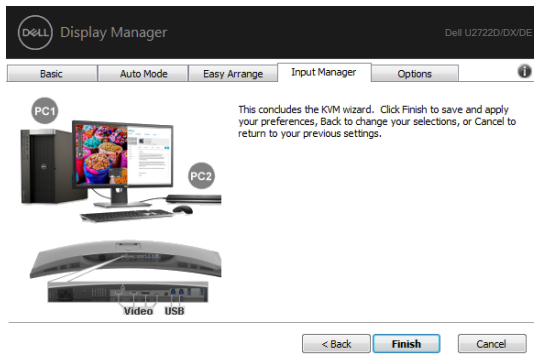 DELL Display Manager
Dell U2722D/DX/DE
Basic Auto Mode Easy Arrange Input Manager Options
PC1
This concludes the KVM wizard. Click Finish to save and apply
your preferences, Back to change your selections, or Cancel to
return to your previous settings.
PC2
Video USB
< Back Finish Cancel